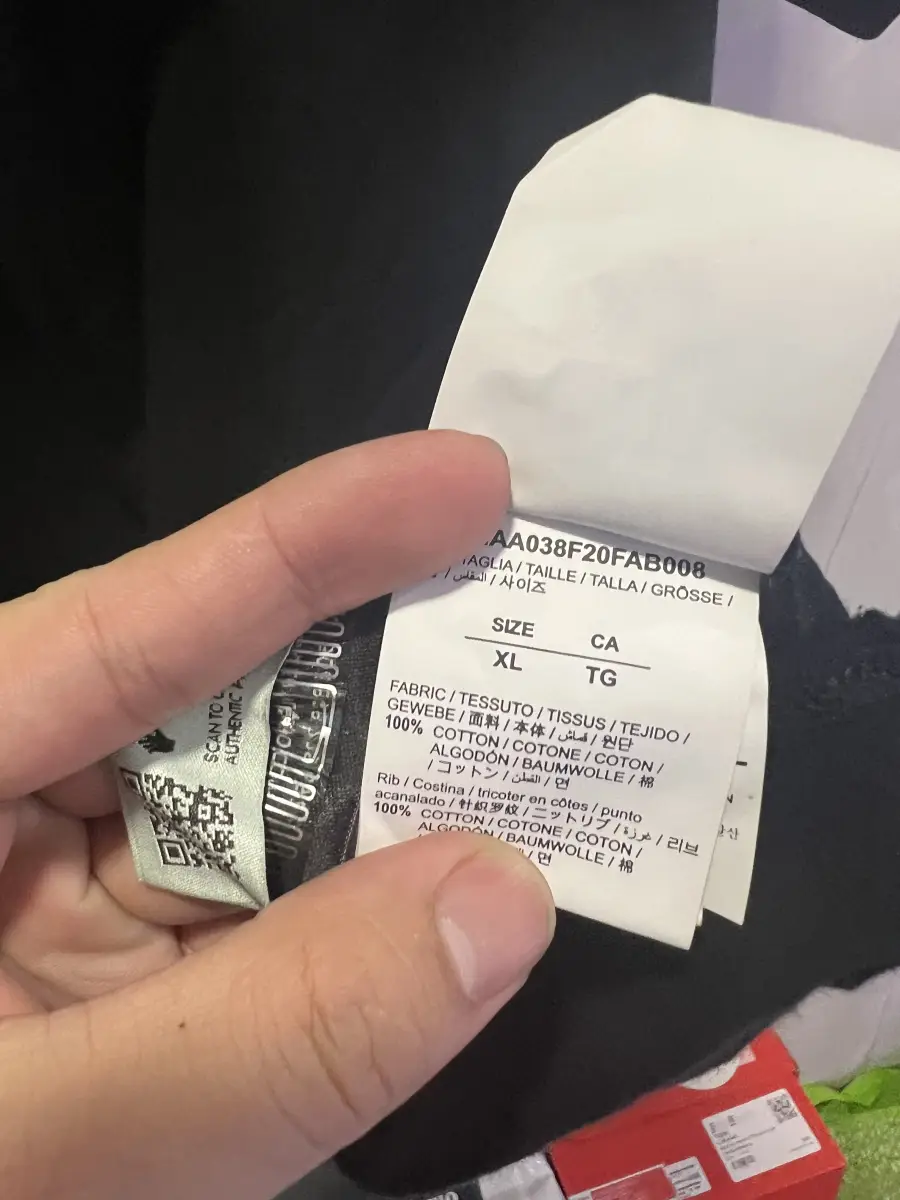 AA038F20FAB008
TAGLIA / TAILLE / TALLA / GRÖSSE /
/ المقاس / 사이즈
SIZE CA
XL TG
FABRIC / TESSUTO / TISSUS / TEJIDO /
GEWEBE / 面料 / 本体 / قماش / 원단
100% COTTON / COTONE / COTON /
ALGODÓN / BAUMWOLLE / 棉
/ コットン / القطن / 면
Rib / Costina / tricoter en côtes / punto
acanalado / 针织罗纹 / ニットリブ / غرزة / 리브
100% COTTON / COTONE / COTON /
ALGODÓN / BAUMWOLLE / 棉
/ 면
SCAN TO
AUTHENTIC